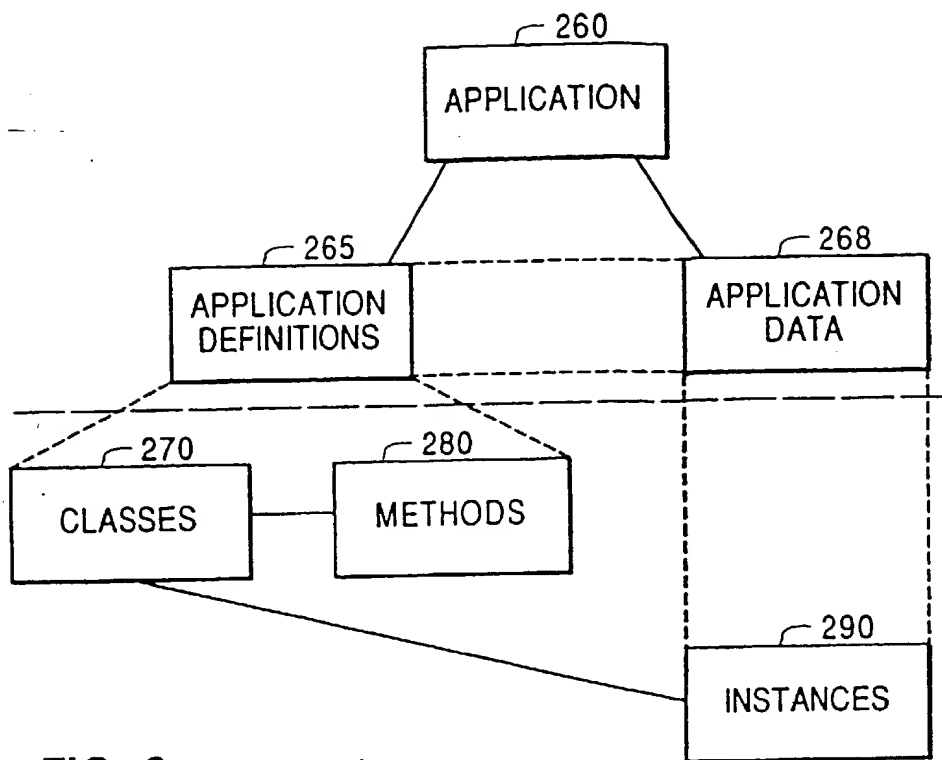 260
APPLICATION
265
APPLICATION
DEFINITIONS
268
APPLICATION
DATA
270
CLASSES
280
METHODS
290
INSTANCES